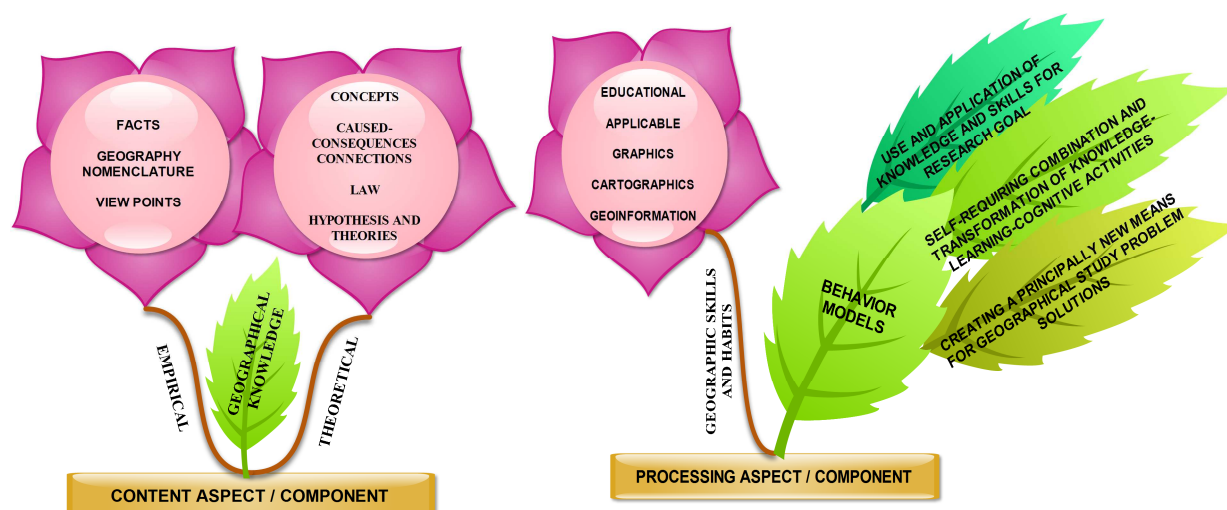 FACTS
GEOGRAPHY
NOMENCLATURE
VIEW POINTS
CONCEPTS
CAUSED-
CONSEQUENCES
CONNECTIONS
LAW
HYPOTHESIS AND
THEORIES
EMPIRICAL
GEOGRAPHICAL
KNOWLEDGE
THEORETICAL
CONTENT ASPECT / COMPONENT
EDUCATIONAL
APPLICABLE
GRAPHICS
CARTOGRAPHICS
GEOINFORMATION
GEOGRAPHIC SKILLS
AND HABITS
BEHAVIOR
MODELS
USE AND APPLICATION OF
KNOWLEDGE AND SKILLS FOR
RESEARCH GOAL
SELF-REQUIRING COMBINATION AND
TRANSFORMATION OF KNOWLEDGE-
LEARNING-COGNITIVE ACTIVITIES
CREATING A PRINCIPALLY NEW MEANS
FOR GEOGRAPHICAL STUDY PROBLEM
SOLUTIONS
PROCESSING ASPECT / COMPONENT